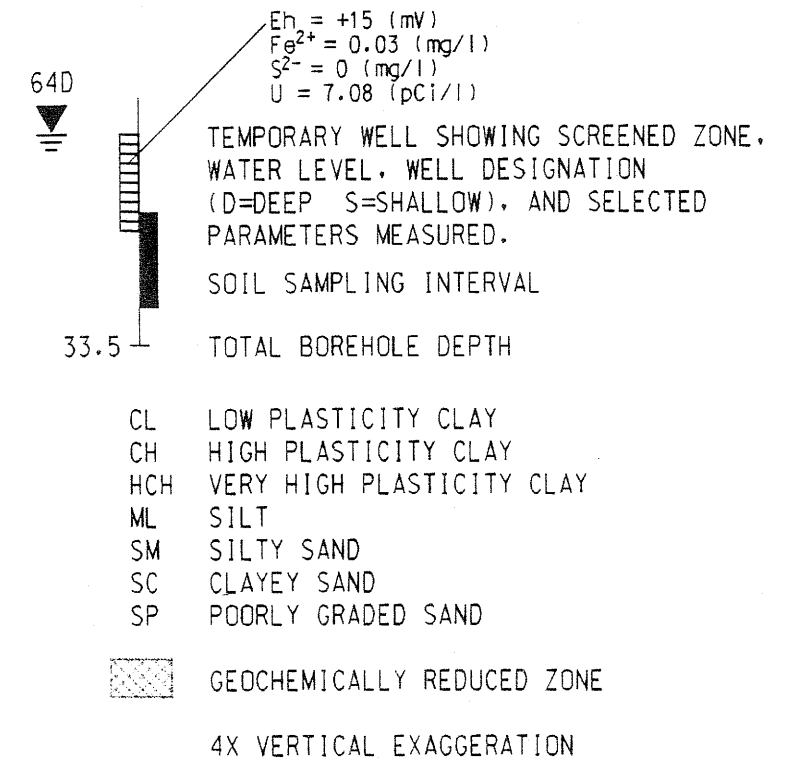 Eh = +15 (mV)
Fe²⁺ = 0.03 (mg/l)
S²⁻ = 0 (mg/l)
U = 7.08 (pCi/l)
64D
TEMPORARY WELL SHOWING SCREENED ZONE,
WATER LEVEL, WELL DESIGNATION
(D=DEEP S=SHALLOW), AND SELECTED
PARAMETERS MEASURED.
SOIL SAMPLING INTERVAL
33.5 TOTAL BOREHOLE DEPTH
CL LOW PLASTICITY CLAY
CH HIGH PLASTICITY CLAY
HCH VERY HIGH PLASTICITY CLAY
ML SILT
SM SILTY SAND
SC CLAYEY SAND
SP POORLY GRADED SAND
GEOCHEMICALLY REDUCED ZONE
4X VERTICAL EXAGGERATION